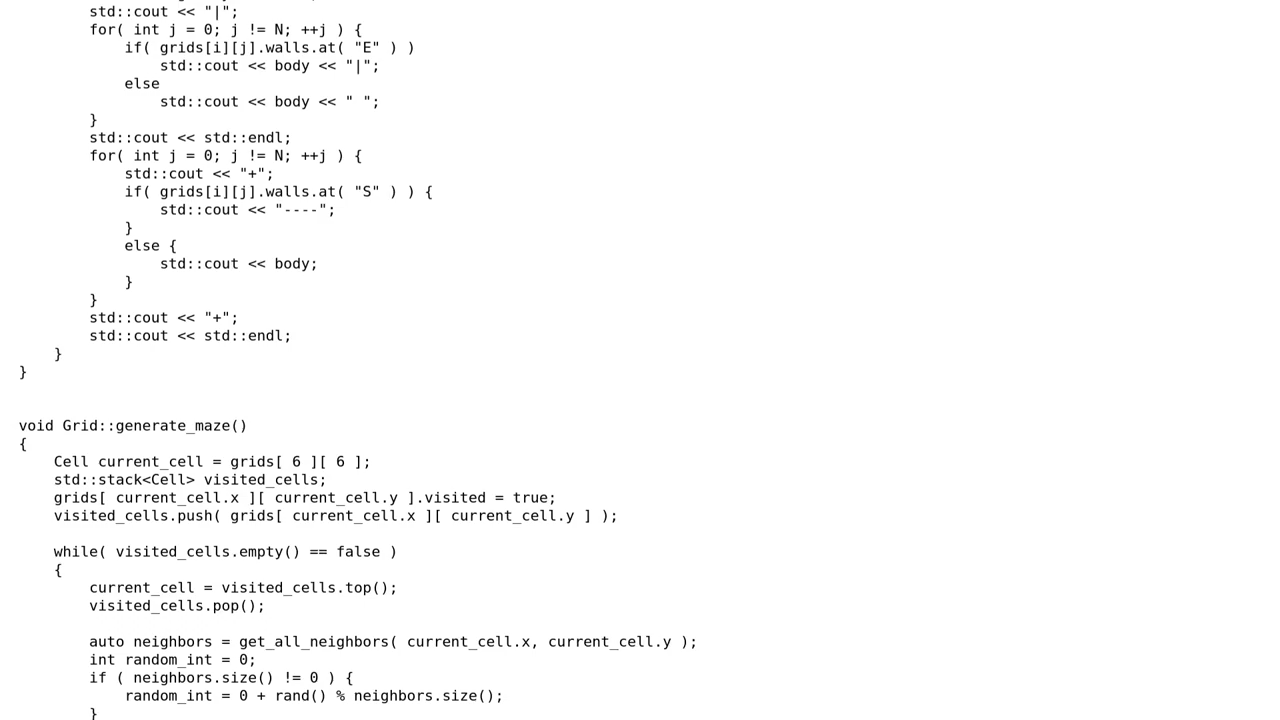 std::cout << "|";
        for( int j = 0; j != N; ++j ) {
            if( grids[i][j].walls.at( "E" ) )
                std::cout << body << "|";
            else
                std::cout << body << " ";
        }
        std::cout << std::endl;
        for( int j = 0; j != N; ++j ) {
            std::cout << "+";
            if( grids[i][j].walls.at( "S" ) ) {
                std::cout << "----";
            }
            else {
                std::cout << body;
            }
        }
        std::cout << "+";
        std::cout << std::endl;
    }
}

void Grid::generate_maze()
{
    Cell current_cell = grids[ 6 ][ 6 ];
    std::stack<Cell> visited_cells;
    grids[ current_cell.x ][ current_cell.y ].visited = true;
    visited_cells.push( grids[ current_cell.x ][ current_cell.y ] );

    while( visited_cells.empty() == false )
    {
        current_cell = visited_cells.top();
        visited_cells.pop();

        auto neighbors = get_all_neighbors( current_cell.x, current_cell.y );
        int random_int = 0;
        if ( neighbors.size() != 0 ) {
            random_int = 0 + rand() % neighbors.size();
        }